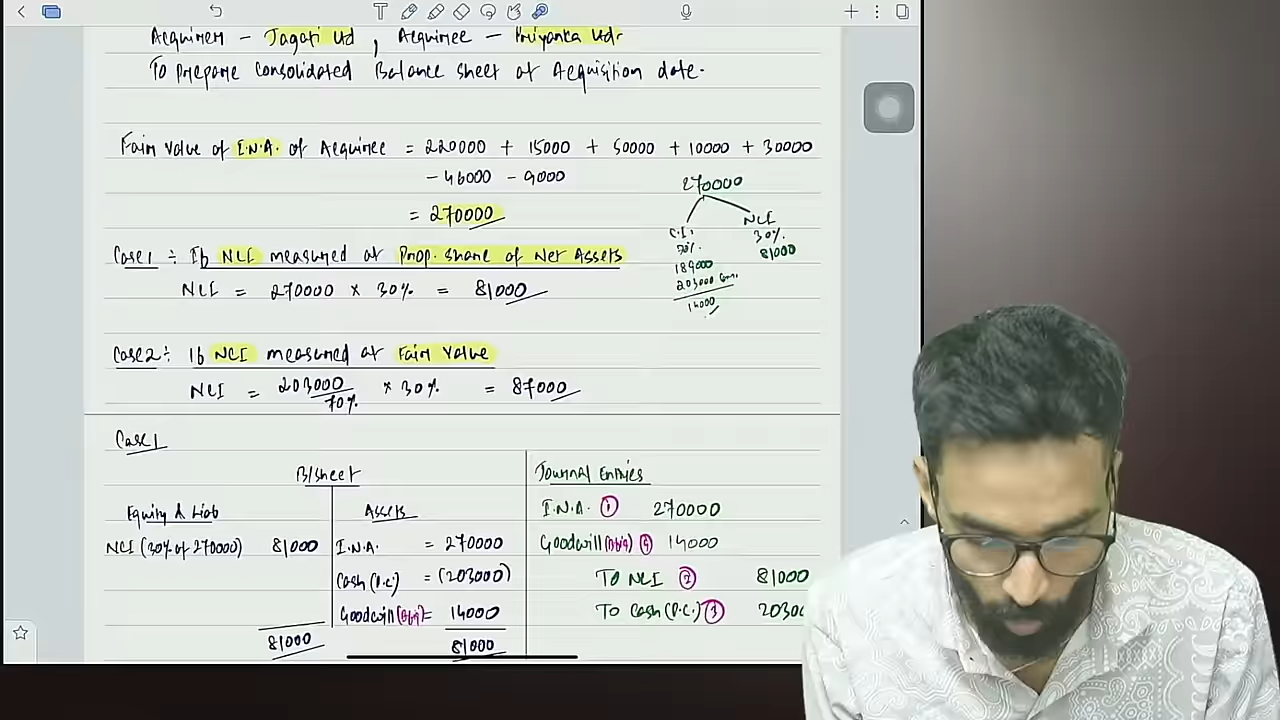 Acquirer - Jagati Ltd , Acquiree - Priyanka Ltd.
To Prepare Consolidated Balance sheet at Acquisition date.
Fair Value of I.N.A. of Acquiree = 220000 + 15000 + 50000 + 10000 + 30000
- 46000 - 9000
= 270000
270000
C.I. NCI
70% 30%
189000 81000
203000
14000
Case 1 ÷ If NCI measured at Prop. share of Net Assets
NCI = 270000 x 30% = 81000
Case 2 ÷ If NCI measured at Fair Value
NCI = 203000/70% x 30% = 87000
Case 1
B/sheet
Equity & Liab Assets
NCI (30% of 270000) 81000 I.N.A. = 270000
Cash (P.C.) = (203000)
Goodwill (b/f) = 14000
81000 81000
Journal Entries
I.N.A. ① 270000
Goodwill (b/f) ④ 14000
To NCI ② 81000
To Cash (P.C.) ③ 2030